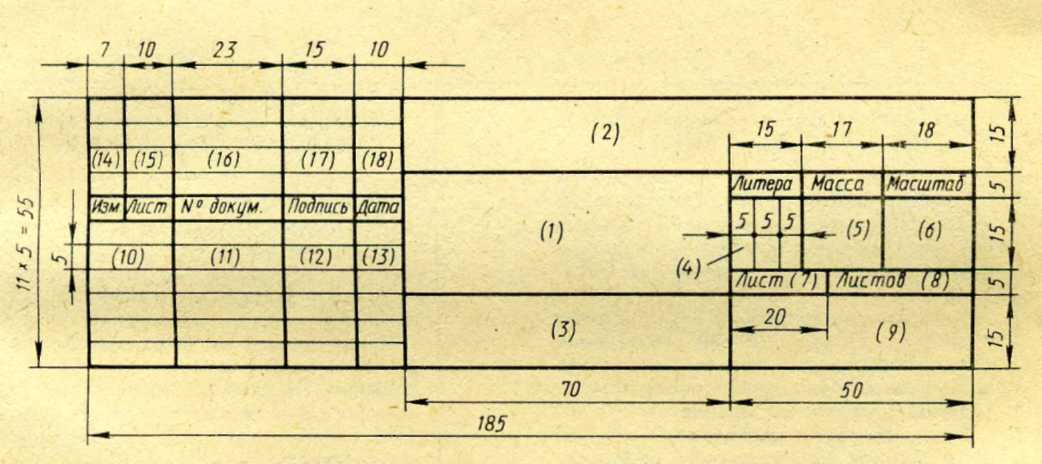 7 10 23 15 10
(2) 15 17 18 15
(14) (15) (16) (17) (18)
Литера Масса Масштаб 5
Изм Лист № докум. Подпись Дата
11 × 5 = 55
(1) 5 5 5 (5) (6) 15
5 (10) (11) (12) (13)
(4)
Лист (7) Листов (8) 5
(3) 20 (9) 15
70 50
185